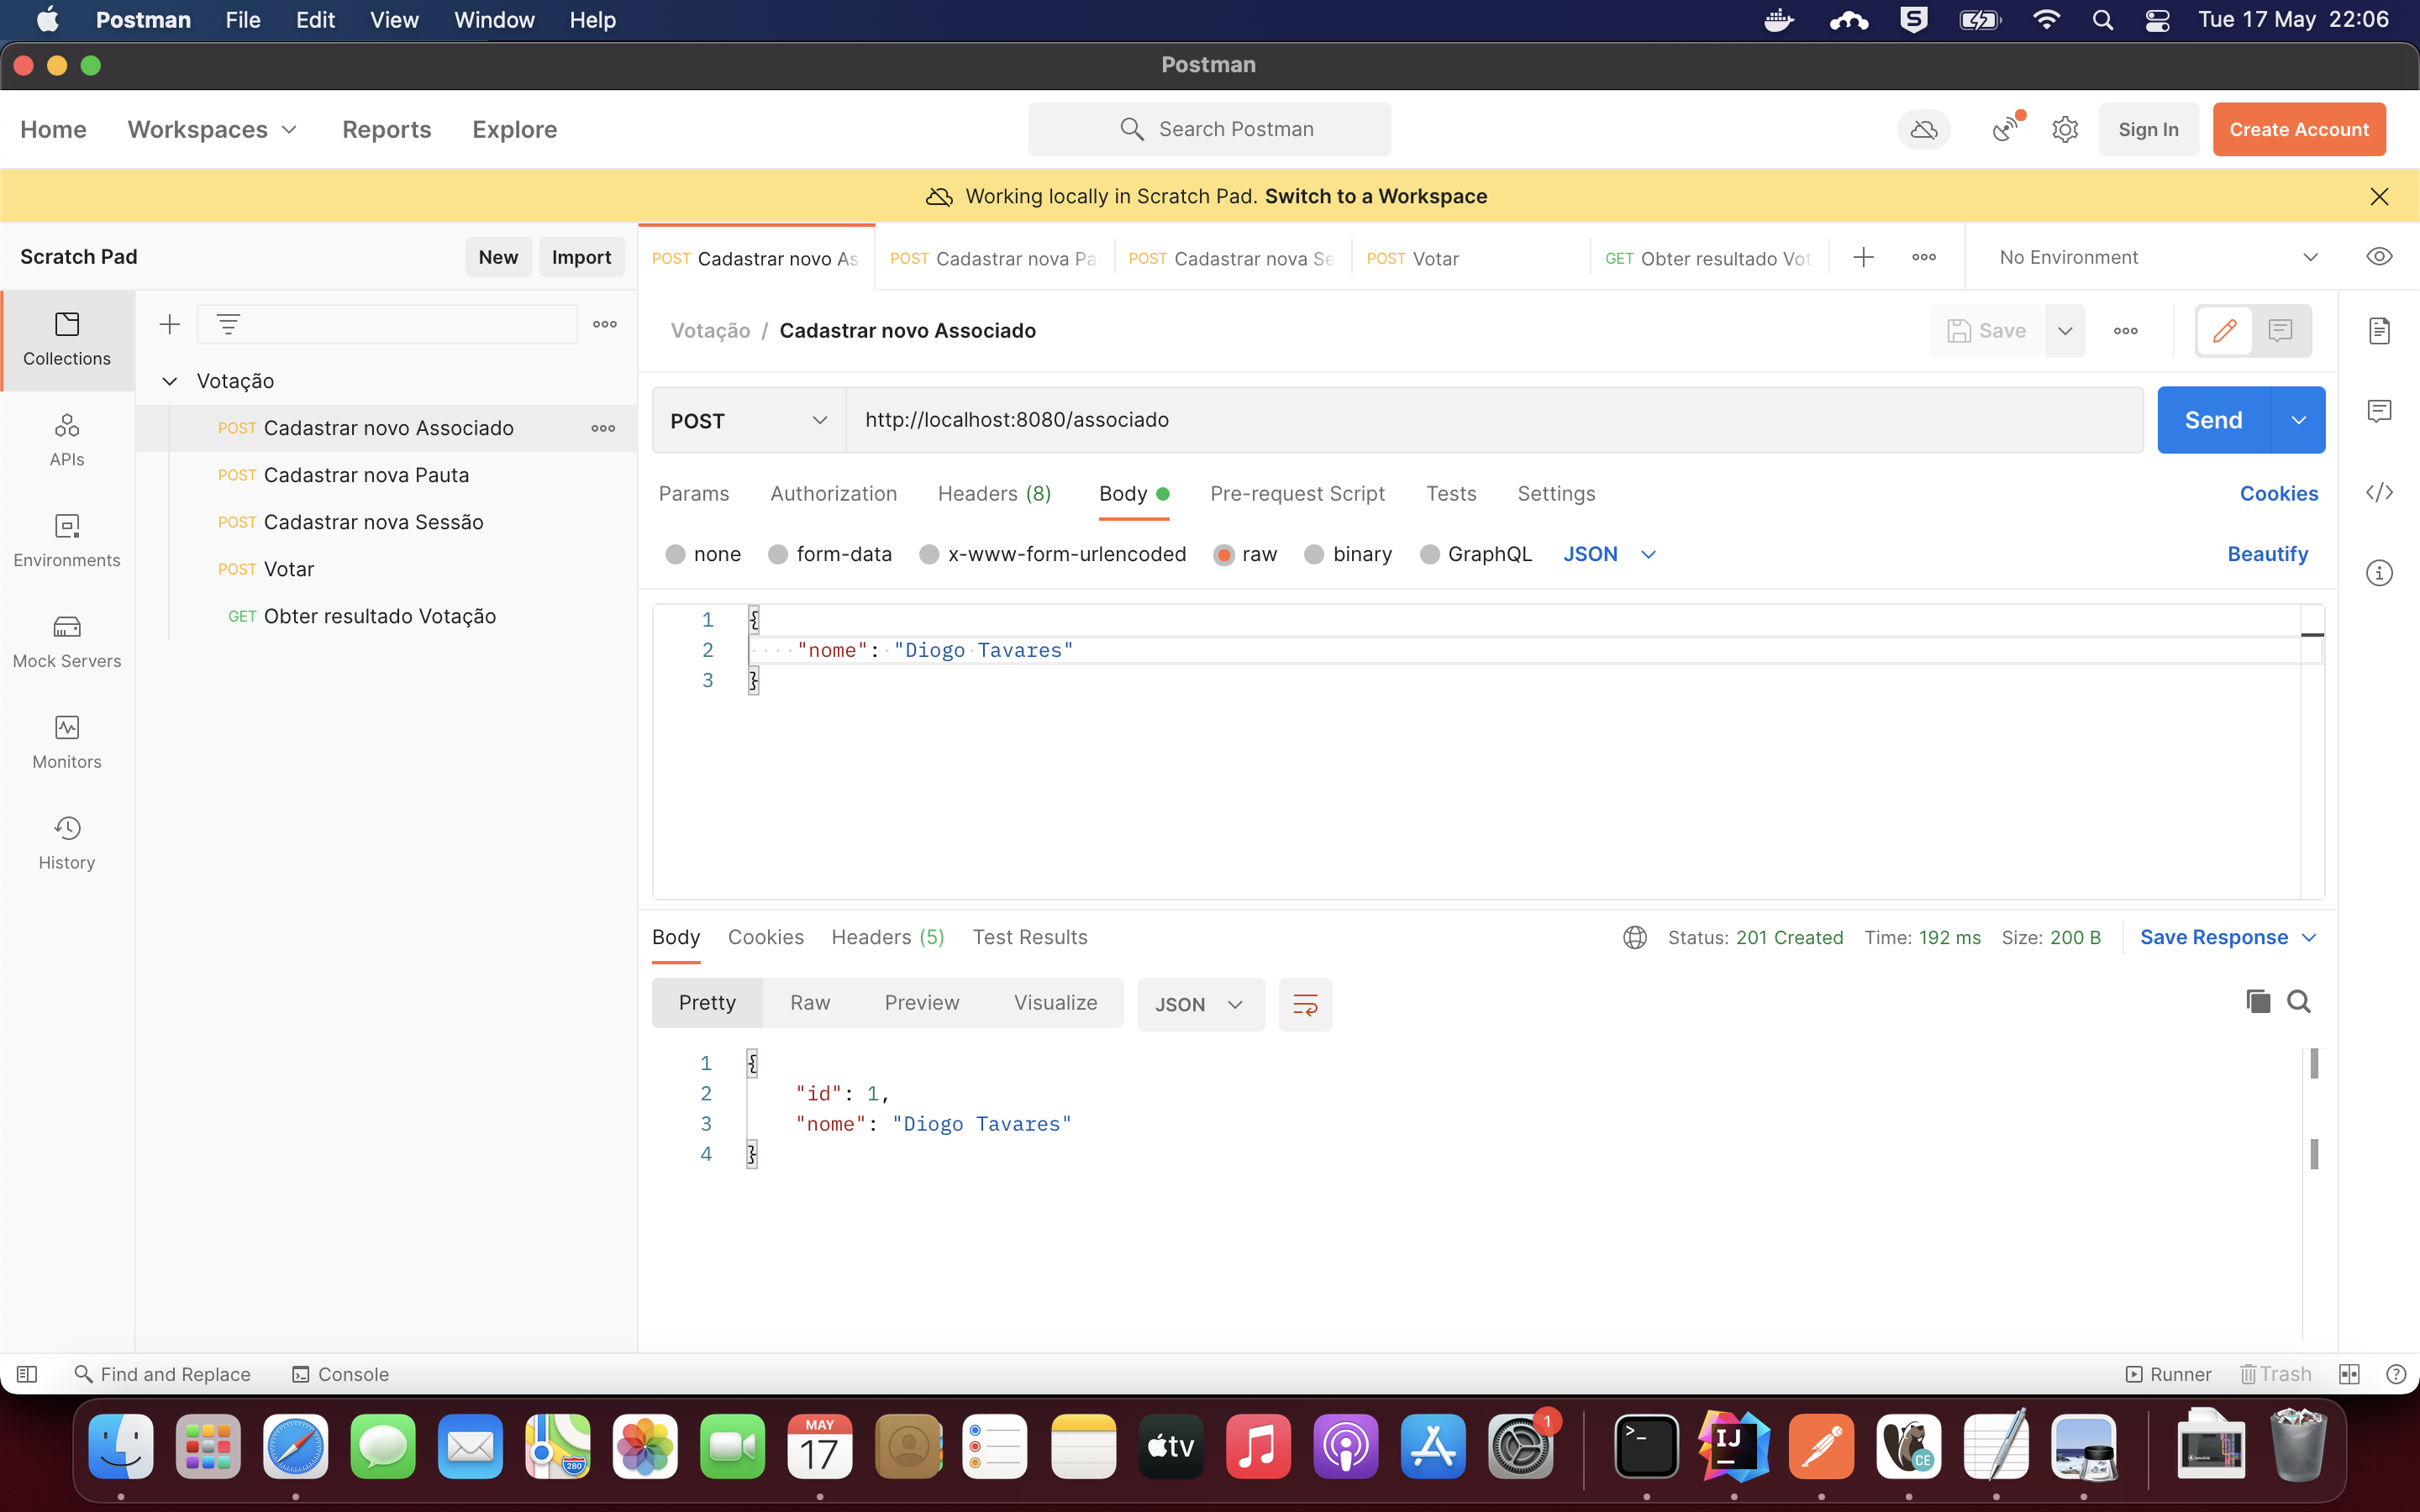 Postman File Edit View Window Help Tue 17 May 22:06
Postman
Home Workspaces Reports Explore Search Postman Sign In Create Account
Working locally in Scratch Pad. Switch to a Workspace
Scratch Pad New Import
POST Cadastrar novo As POST Cadastrar nova Pa POST Cadastrar nova Se POST Votar GET Obter resultado Vot No Environment
Collections
APIs
Environments
Mock Servers
Monitors
History
Votação
POST Cadastrar novo Associado
POST Cadastrar nova Pauta
POST Cadastrar nova Sessão
POST Votar
GET Obter resultado Votação
Votação / Cadastrar novo Associado Save
POST http://localhost:8080/associado Send
Params Authorization Headers (8) Body Pre-request Script Tests Settings Cookies
none form-data x-www-form-urlencoded raw binary GraphQL JSON Beautify
1 {
2 "nome": "Diogo Tavares"
3 }
Body Cookies Headers (5) Test Results Status: 201 Created Time: 192 ms Size: 200 B Save Response
Pretty Raw Preview Visualize JSON
1 {
2 "id": 1,
3 "nome": "Diogo Tavares"
4 }
Find and Replace Console Runner Trash
280
MAY
17
tv
1
>_
IJ
CE